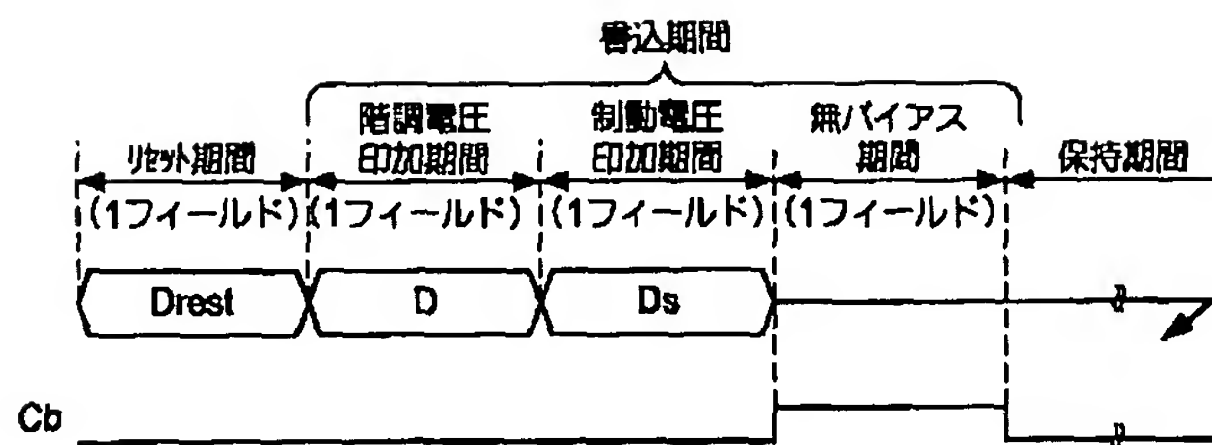 書込期間
階調電圧 制動電圧 無バイアス
リセット期間 印加期間 印加期間 期間 保持期間
(1フィールド) (1フィールド) (1フィールド) (1フィールド)
Drest D Ds
Cb